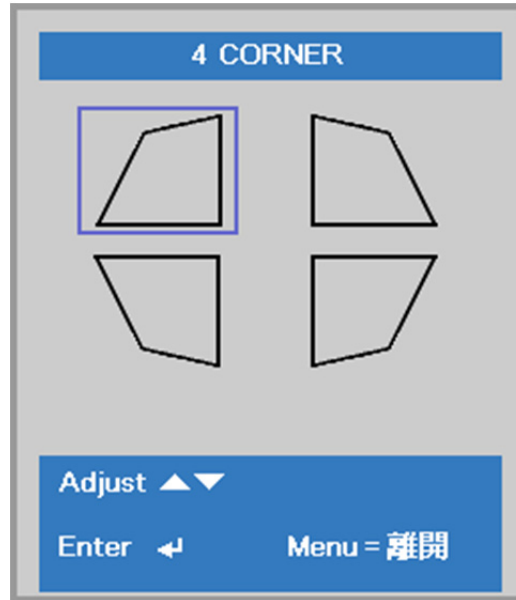 4 CORNER
Adjust ▲▼
Enter ↵ Menu = 離開